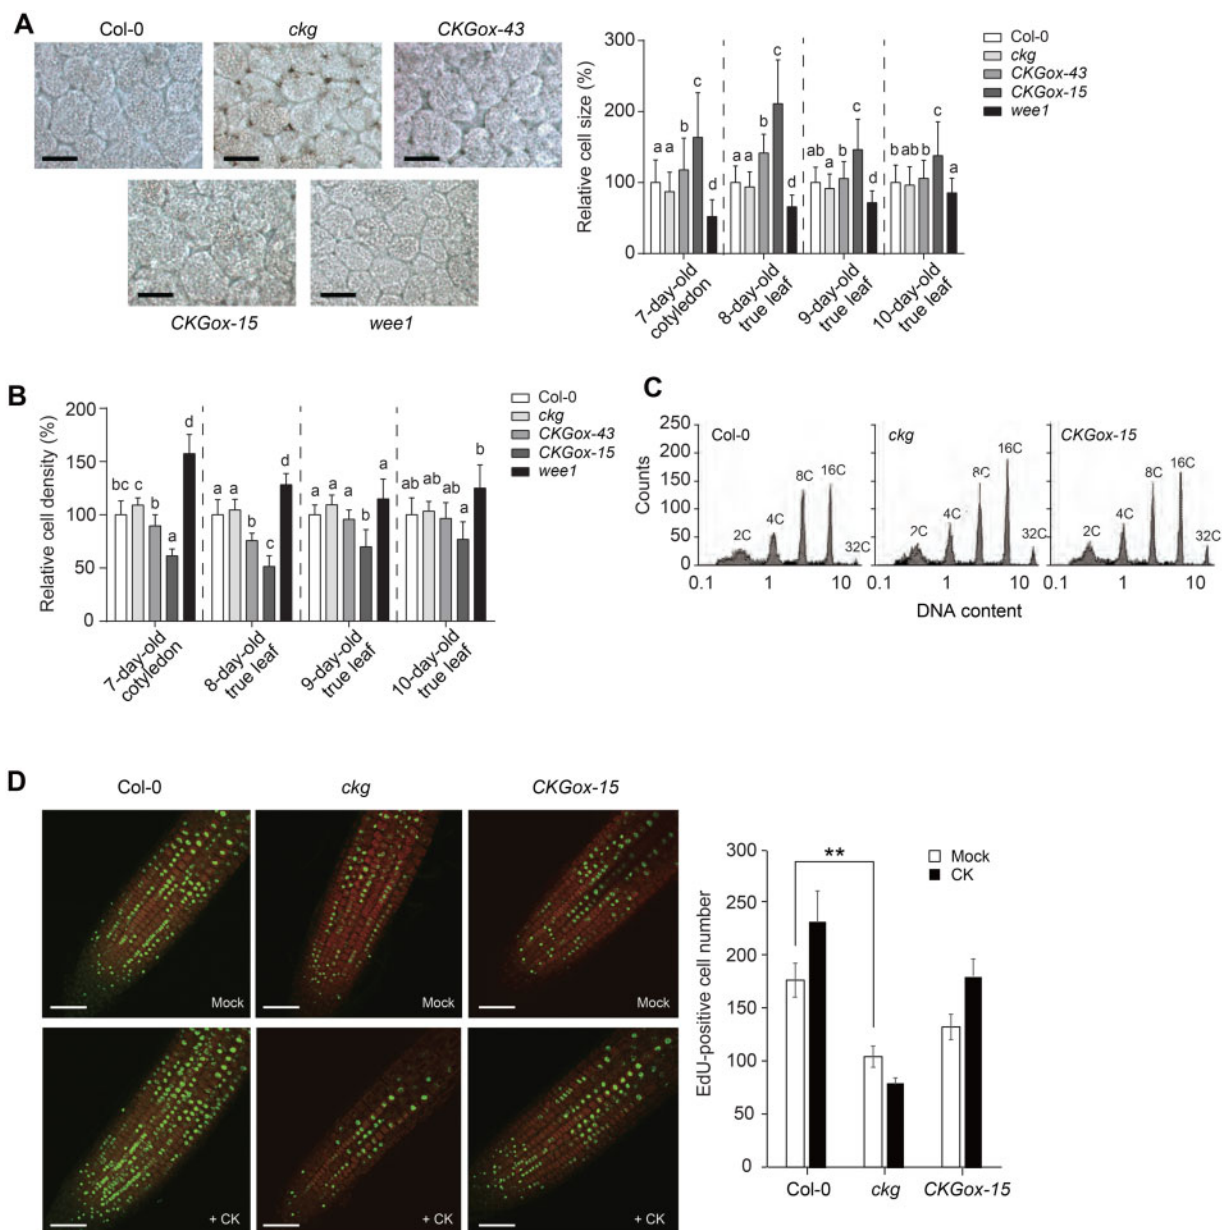 A
Col-0
ckg
CKGox-43
CKGox-15
wee1
Relative cell size (%)
300
200
100
0
a a b c d
a a b c d
ab a b c d
b ab b c a
7-day-old cotyledon
8-day-old true leaf
9-day-old true leaf
10-day-old true leaf
Col-0
ckg
CKGox-43
CKGox-15
wee1
B
Relative cell density (%)
200
150
100
50
0
bc c b a d
a a b c d
a a a b a
ab ab ab a b
7-day-old cotyledon
8-day-old true leaf
9-day-old true leaf
10-day-old true leaf
Col-0
ckg
CKGox-43
CKGox-15
wee1
C
Counts
250
200
150
100
50
0
Col-0
2C 4C 8C 16C 32C
0.1 1 10
ckg
2C 4C 8C 16C 32C
0.1 1 10
CKGox-15
2C 4C 8C 16C 32C
0.1 1 10
DNA content
D
Col-0
ckg
CKGox-15
Mock
Mock
Mock
+ CK
+ CK
+ CK
EdU-positive cell number
300
250
200
150
100
50
0
**
Mock
CK
Col-0
ckg
CKGox-15